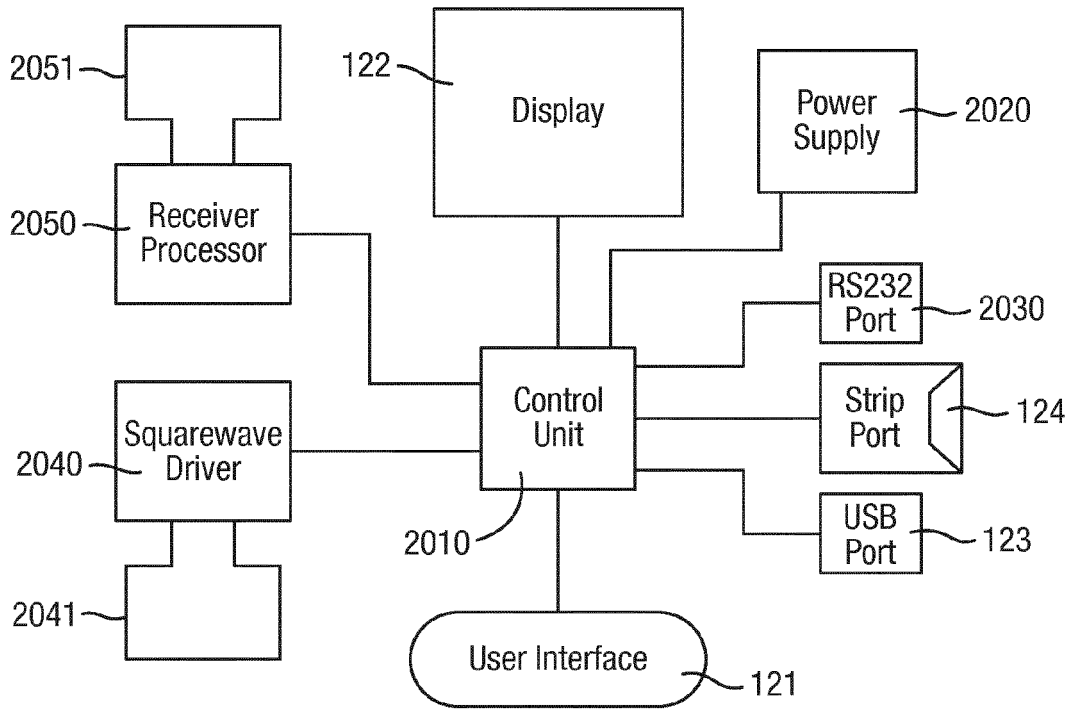 2051
122
Display
Power
Supply
2020
2050
Receiver
Processor
RS232
Port
2030
Control
Unit
Strip
Port
124
Squarewave
Driver
2040
2010
USB
Port
123
2041
User Interface
121